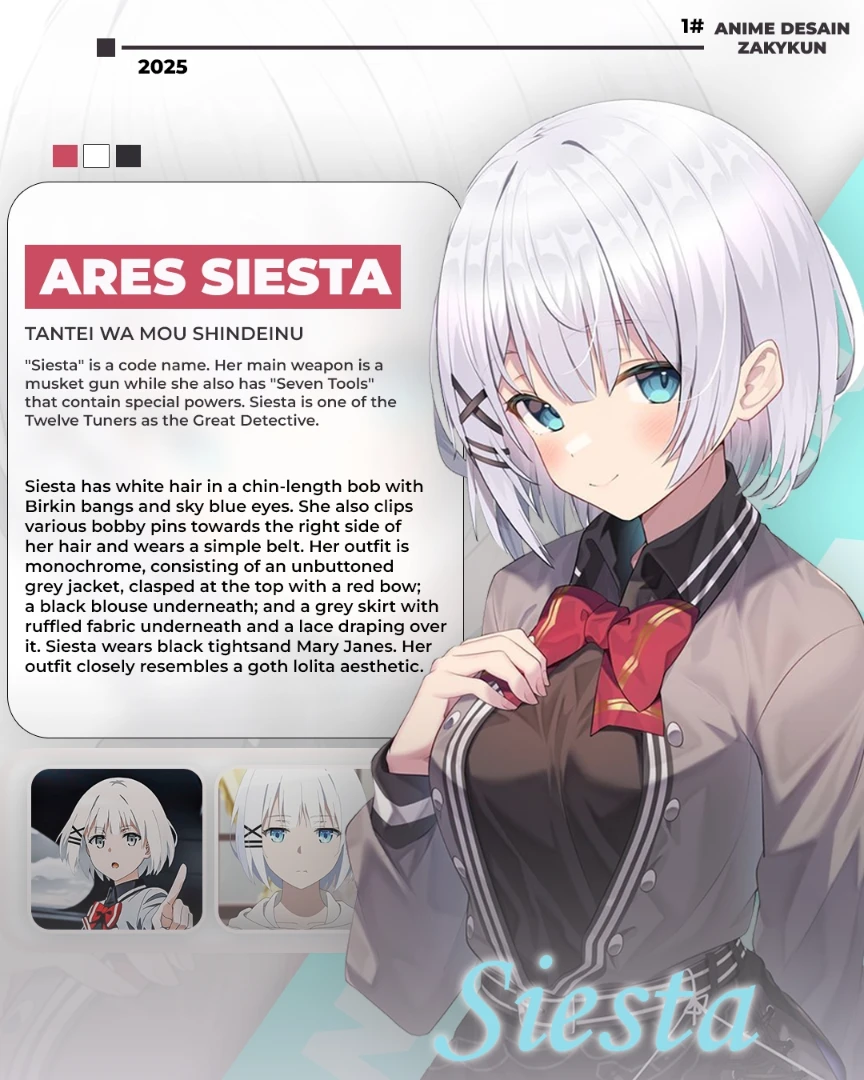 1# ANIME DESAIN
ZAKYKUN
2025
ARES SIESTA
TANTEI WA MOU SHINDEINU
"Siesta" is a code name. Her main weapon is a
musket gun while she also has "Seven Tools"
that contain special powers. Siesta is one of the
Twelve Tuners as the Great Detective.
Siesta has white hair in a chin-length bob with
Birkin bangs and sky blue eyes. She also clips
various bobby pins towards the right side of
her hair and wears a simple belt. Her outfit is
monochrome, consisting of an unbuttoned
grey jacket, clasped at the top with a red bow;
a black blouse underneath; and a grey skirt with
ruffled fabric underneath and a lace draping over
it. Siesta wears black tightsand Mary Janes. Her
outfit closely resembles a goth lolita aesthetic.
Siesta